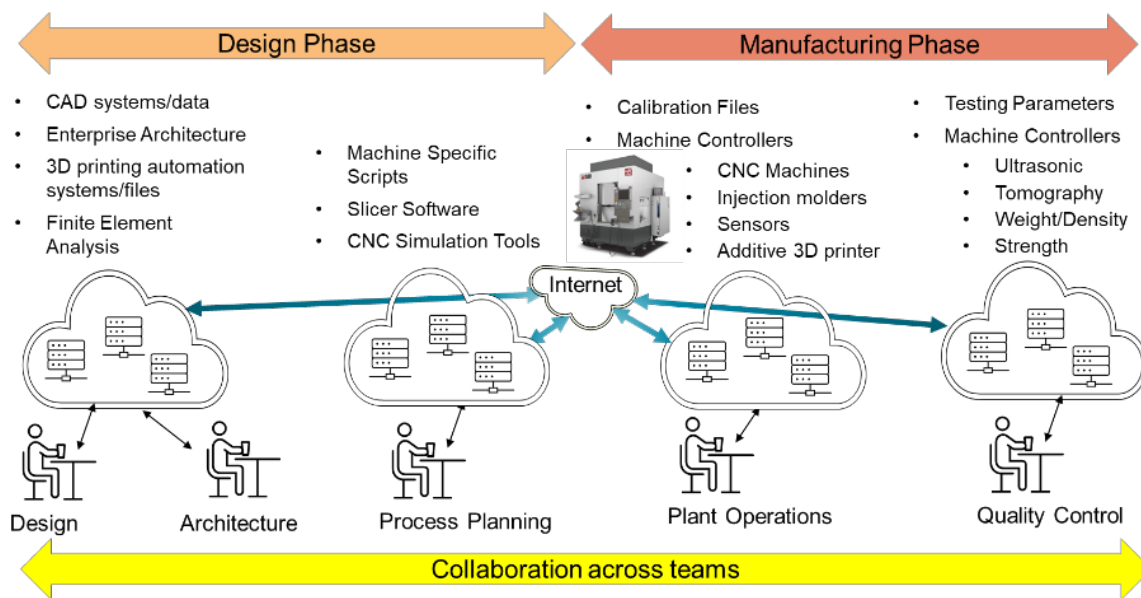 Design Phase
Manufacturing Phase
• CAD systems/data
• Enterprise Architecture
• 3D printing automation
systems/files
• Finite Element
Analysis
• Machine Specific
Scripts
• Slicer Software
• CNC Simulation Tools
• Calibration Files
• Machine Controllers
• CNC Machines
• Injection molders
• Sensors
• Additive 3D printer
• Testing Parameters
• Machine Controllers
• Ultrasonic
• Tomography
• Weight/Density
• Strength
Internet
Design
Architecture
Process Planning
Plant Operations
Quality Control
Collaboration across teams